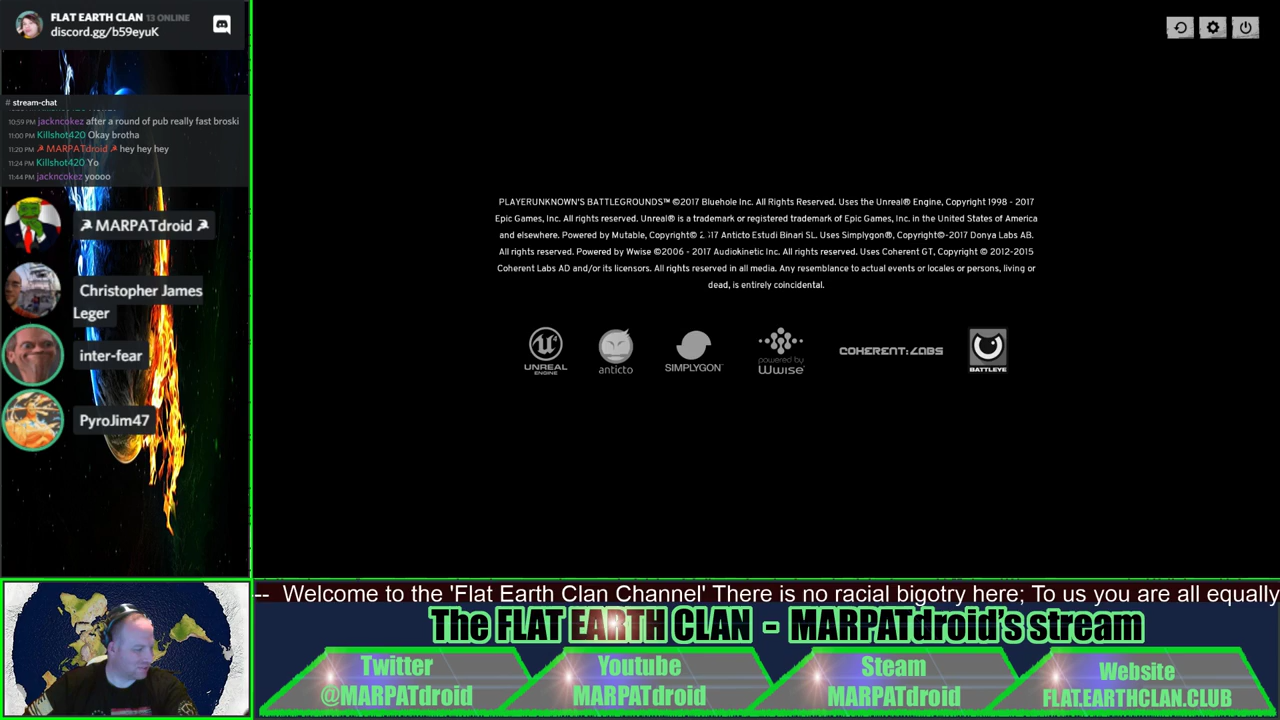 FLAT EARTH CLAN 13 ONLINE
discord.gg/b59eyuK
# stream-chat
10:59 PM jackncokez after a round of pub really fast broski
11:00 PM Killshot420 Okay brotha
11:20 PM ☭ MARPATdroid ☭ hey hey hey
11:24 PM Killshot420 Yo
11:44 PM jackncokez yoooo
☭ MARPATdroid ☭
Christopher James
Leger
inter-fear
PyroJim47
PLAYERUNKNOWN'S BATTLEGROUNDS™ ©2017 Bluehole Inc. All Rights Reserved. Uses the Unreal® Engine, Copyright 1998 - 2017
Epic Games, Inc. All rights reserved. Unreal® is a trademark or registered trademark of Epic Games, Inc. in the United States of America
and elsewhere. Powered by Mutable, Copyright© Anticto Estudi Binari SL. Uses Simplygon®, Copyright©-2017 Donya Labs AB.
All rights reserved. Powered by Wwise ©2006 - 2017 Audiokinetic Inc. All rights reserved. Uses Coherent GT, Copyright © 2012-2015
Coherent Labs AD and/or its licensors. All rights reserved in all media. Any resemblance to actual events or locales or persons, living or
dead, is entirely coincidental.
UNREAL
ENGINE
anticto
SIMPLYGON
powered by
Wwise
COHERENT:LABS
BATTLEYE
-- Welcome to the 'Flat Earth Clan Channel' There is no racial bigotry here; To us you are all equally
The FLAT EARTH CLAN - MARPATdroid's stream
Twitter
@MARPATdroid
Youtube
MARPATdroid
Steam
MARPATdroid
Website
FLAT.EARTHCLAN.CLUB